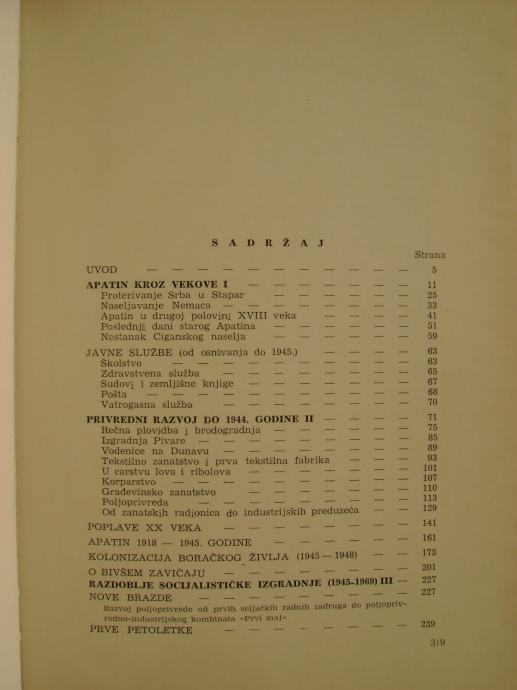 SADRŽAJ
Strana
UVOD — — — — — — — — — — — 5
APATIN KROZ VEKOVE I — — — — — — — 11
Proterivanje Srba u Stapar — — — — — — 25
Naseljavanje Nemaca — — — — — — 33
Apatin u drugoj polovini XVIII veka — — — — 41
Poslednji dani starog Apatina — — — — — — 51
Nestanak Ciganskog naselja — — — — — — 59
JAVNE SLUŽBE (od osnivanja do 1945.) — — — — 63
Školstvo — — — — — — — — — — 63
Zdravstvena služba — — — — — — — 65
Sudovi i zemljišne knjige — — — — — — 67
Pošta — — — — — — — — — — — 68
Vatrogasna služba — — — — — — — — 70
PRIVREDNI RAZVOJ DO 1944. GODINE II — — — — 71
Rečna plovidba i brodogradnja — — — — — 75
Izgradnja Pivare — — — — — — — — 85
Vodenice na Dunavu — — — — — — — 89
Tekstilno zanatstvo i prva tekstilna fabrika — — — 93
U carstvu lova i ribolova — — — — — — 101
Korparstvo — — — — — — — — — 107
Građevinsko zanatstvo — — — — — — — 110
Poljoprivreda — — — — — — — — — 113
Od zanatskih radionica do industrijskih preduzeća — — 129
POPLAVE XX VEKA — — — — — — — — 141
APATIN 1918 — 1945. GODINE — — — — — — 161
KOLONIZACIJA BORAČKOG ŽIVLJA (1945 — 1948) — — 173
O BIVŠEM ZAVIČAJU — — — — — — — — 201
RAZDOBLJE SOCIJALISTIČKE IZGRADNJE (1945-1969) III — 227
NOVE BRAZDE — — — — — — — — — 227
Razvoj poljoprivrede od prvih seljačkih radnih zadruga do poljopriv-
redno-industrijskog kombinata »Prvi maj«
PRVE PETOLETKE — — — — — — — — 239
319